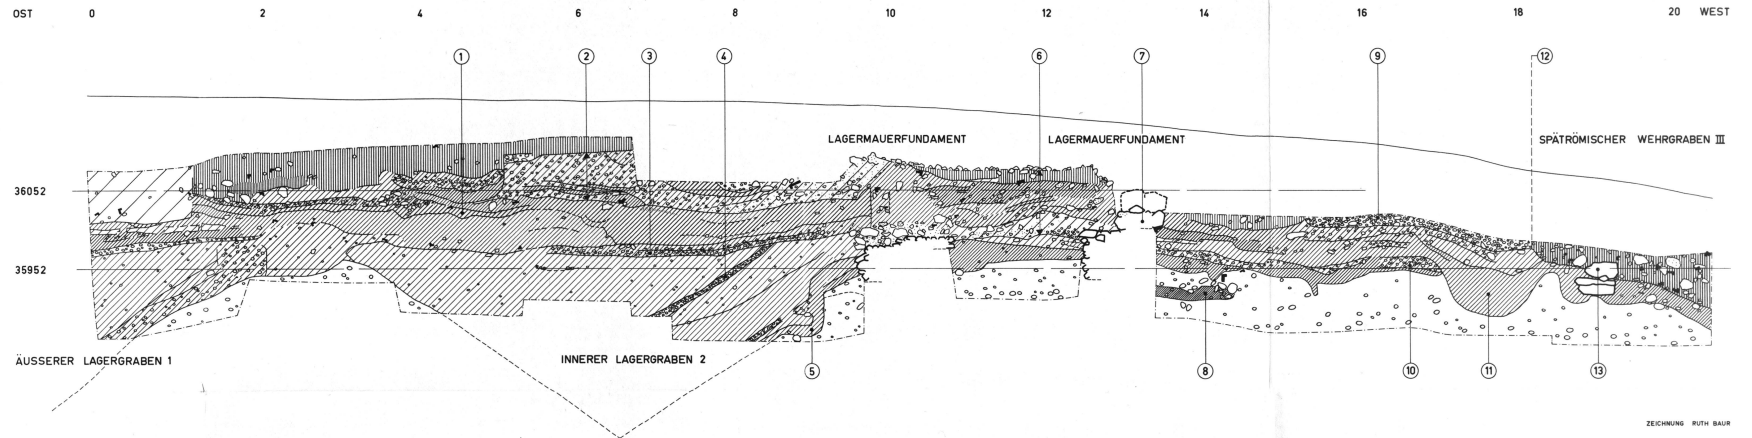 OST 0 2 4 6 8 10 12 14 16 18 20 WEST
1 2 3 4 6 7 9 12
LAGERMAUERFUNDAMENT LAGERMAUERFUNDAMENT SPÄTRÖMISCHER WEHRGRABEN III
36052
35952
ÄUSSERER LAGERGRABEN 1 INNERER LAGERGRABEN 2
5 8 10 11 13
ZEICHNUNG RUTH BAUR